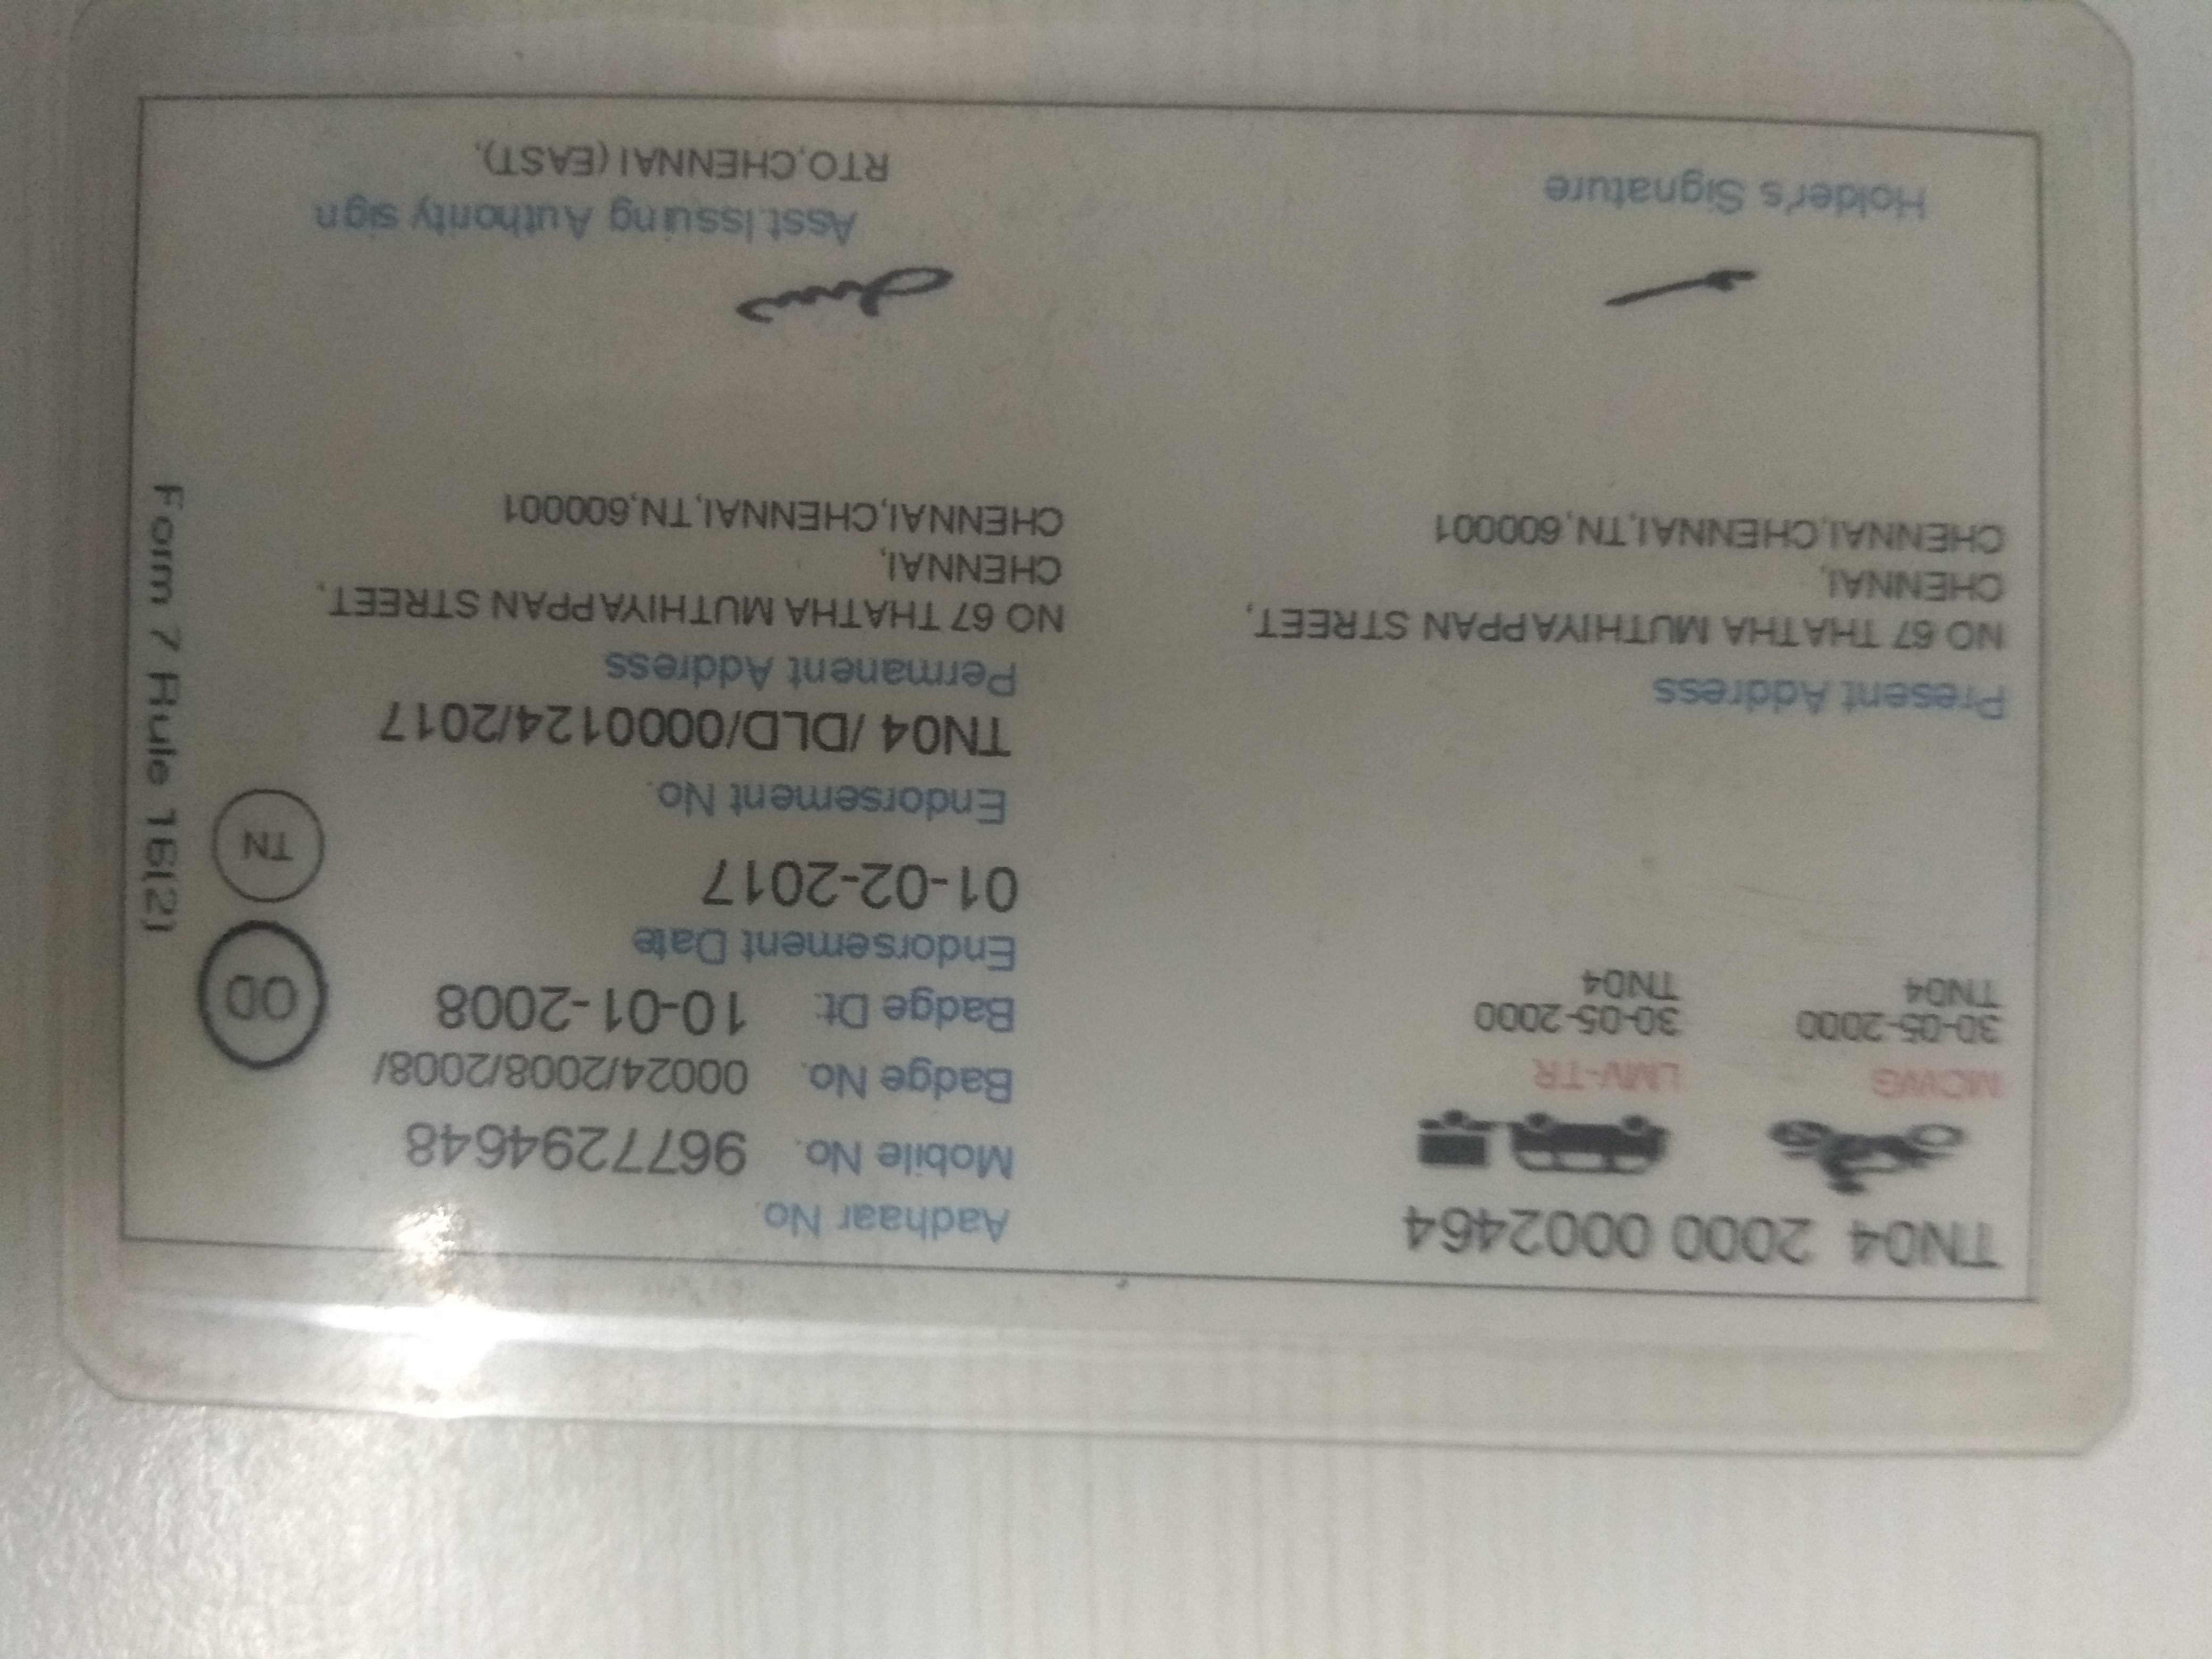 TN04 2000 0002464
MCWG
30-05-2000
TN04
LMV-TR
30-05-2000
TN04
Present Address
NO 67 THATHA MUTHIYAPPAN STREET,
CHENNAI,
CHENNAI,CHENNAI,TN,600001
Holder's Signature
Aadhaar No.
Mobile No. 9677294648
Badge No. 00024/2008/2008/
Badge Dt. 10-01-2008
Endorsement Date
01-02-2017
Endorsement No.
TN04 /DLD/0000124/2017
Permanent Address
NO 67 THATHA MUTHIYAPPAN STREET,
CHENNAI,
CHENNAI,CHENNAI,TN,600001
Asst.Issuing Authority sign
RTO,CHENNAI (EAST).
OD
TN
Form 7 Rule 16(2)